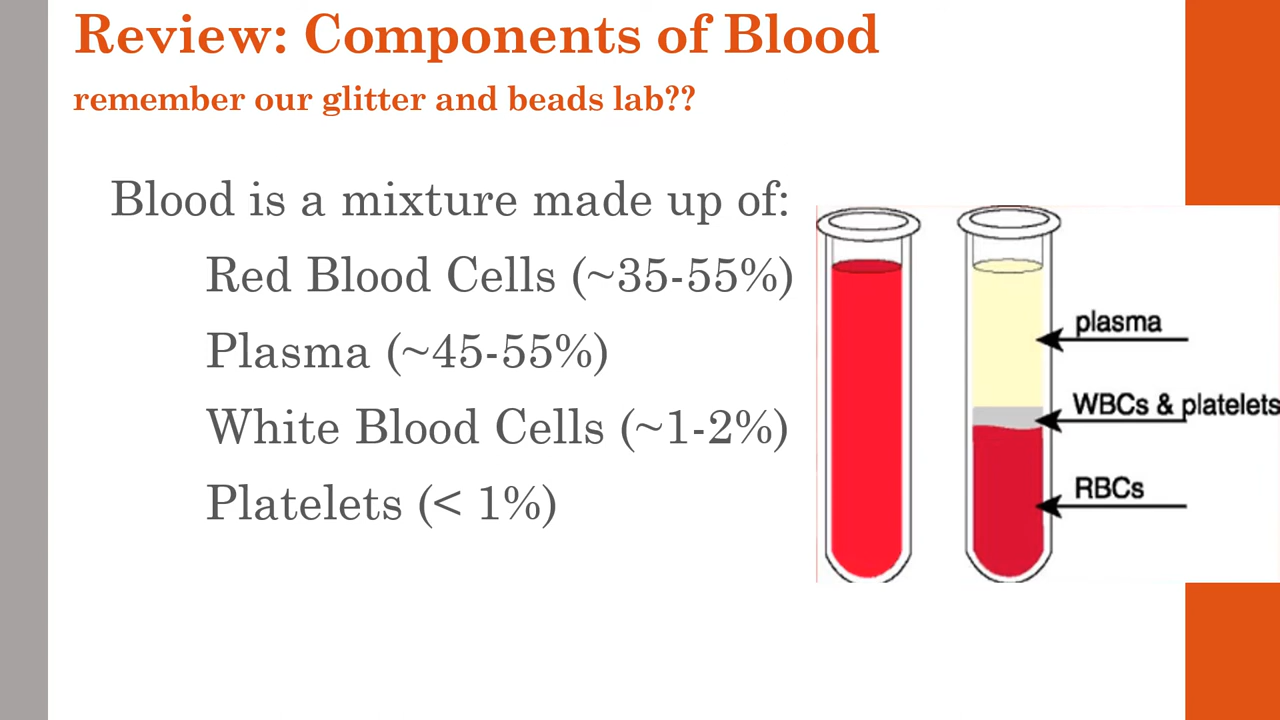 Review: Components of Blood
remember our glitter and beads lab??
Blood is a mixture made up of:
Red Blood Cells (~35-55%)
Plasma (~45-55%)
White Blood Cells (~1-2%)
Platelets (< 1%)
plasma
WBCs & platelets
RBCs